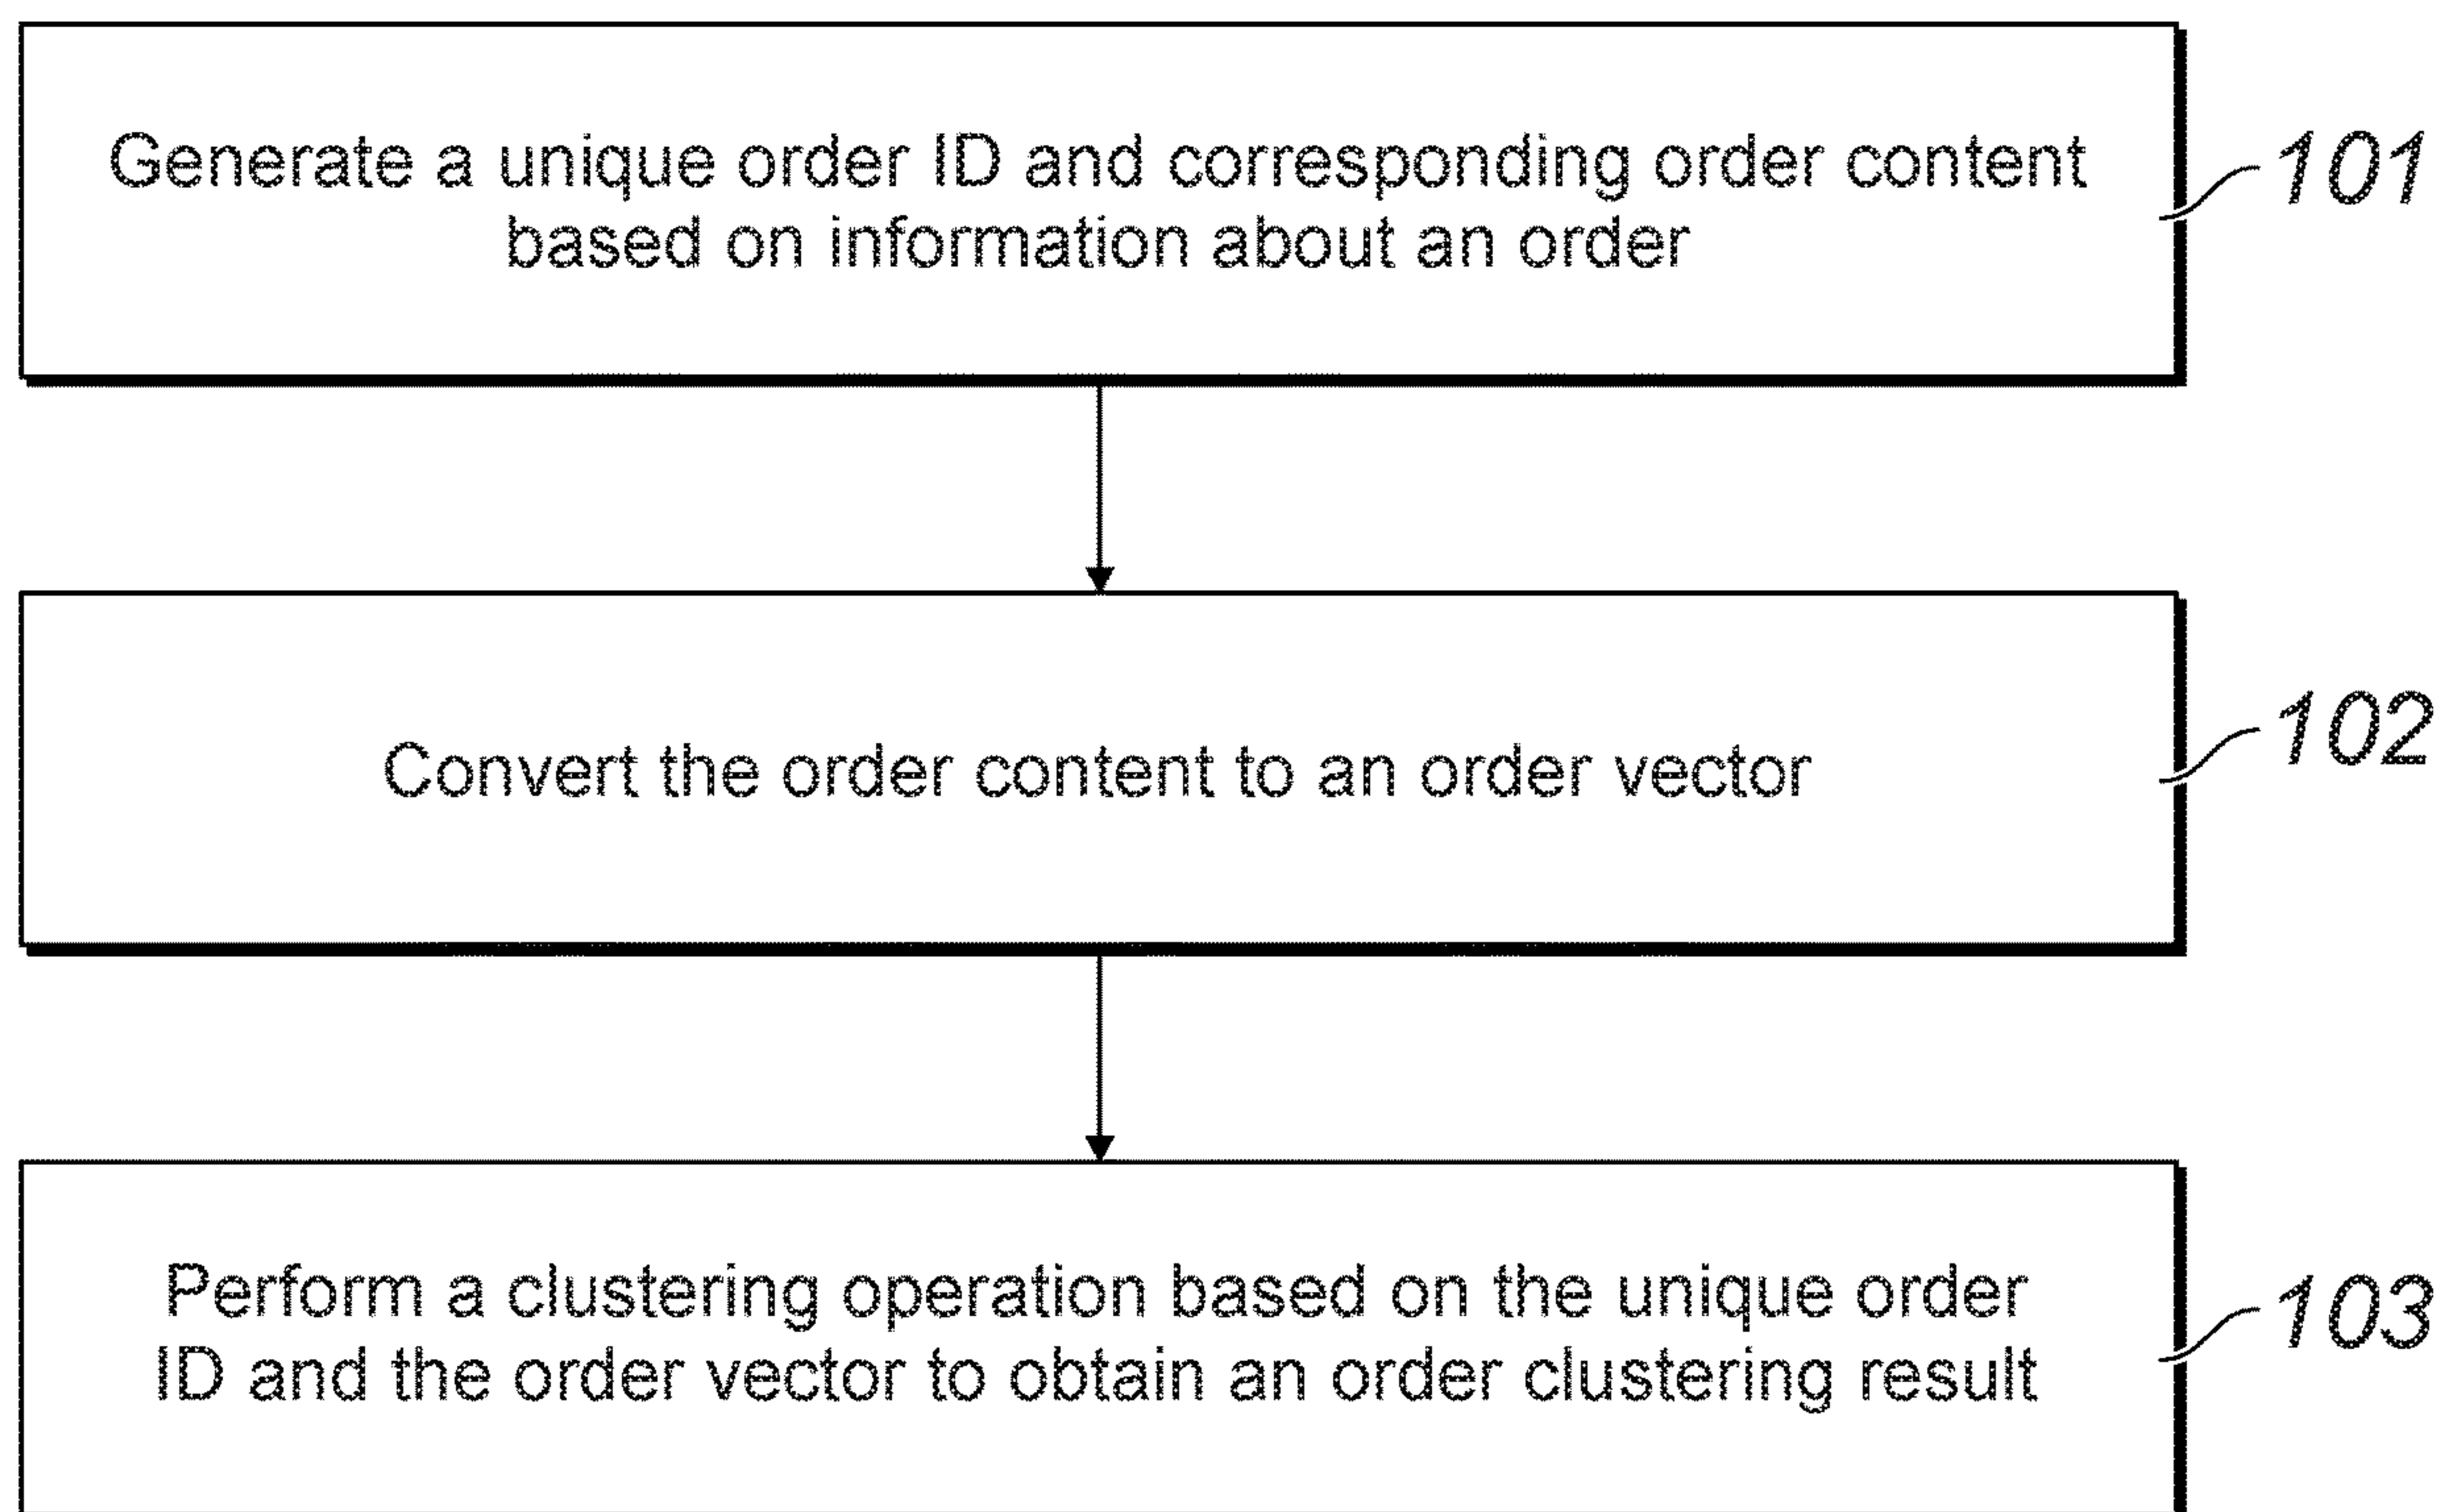 Generate a unique order ID and corresponding order content
based on information about an order
101
Convert the order content to an order vector
102
Perform a clustering operation based on the unique order
ID and the order vector to obtain an order clustering result
103